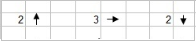 2 ↑ 3 → 2 ↓